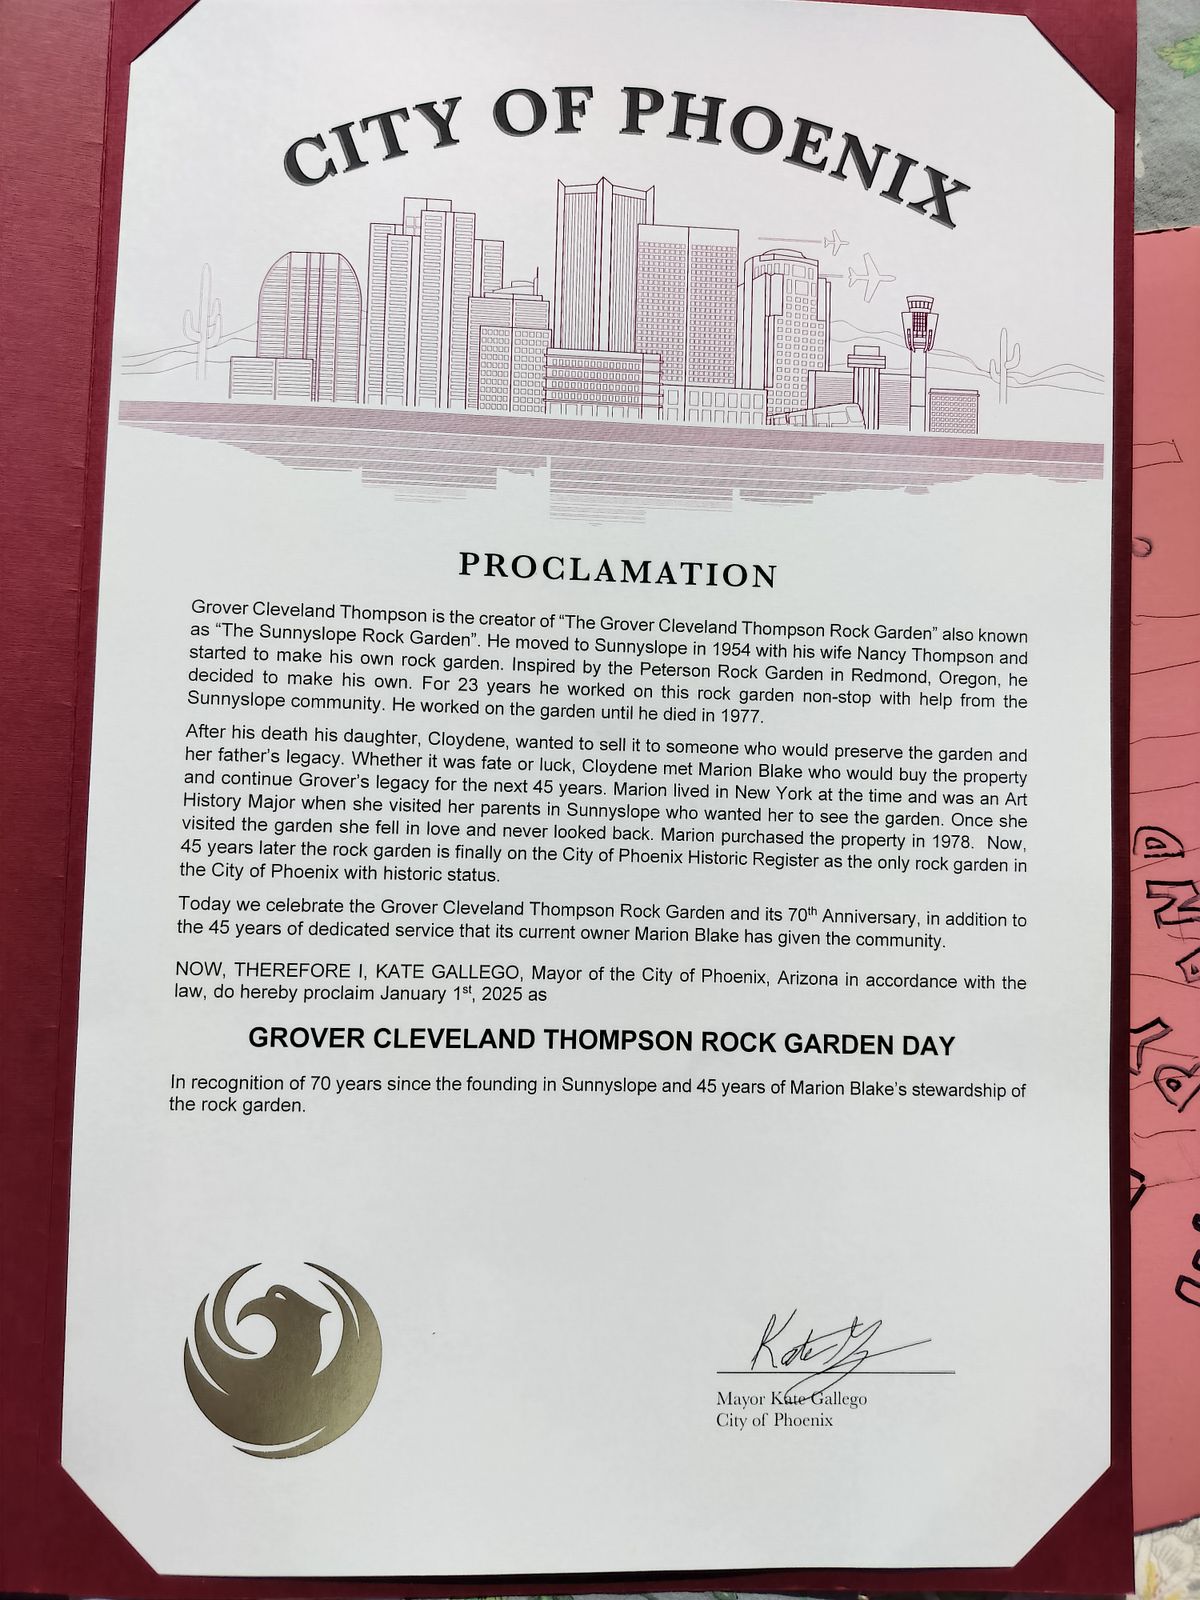 CITY OF PHOENIX
PROCLAMATION
Grover Cleveland Thompson is the creator of “The Grover Cleveland Thompson Rock Garden” also known
as “The Sunnyslope Rock Garden”. He moved to Sunnyslope in 1954 with his wife Nancy Thompson and
started to make his own rock garden. Inspired by the Peterson Rock Garden in Redmond, Oregon, he
decided to make his own. For 23 years he worked on this rock garden non-stop with help from the
Sunnyslope community. He worked on the garden until he died in 1977.
After his death his daughter, Cloydene, wanted to sell it to someone who would preserve the garden and
her father’s legacy. Whether it was fate or luck, Cloydene met Marion Blake who would buy the property
and continue Grover’s legacy for the next 45 years. Marion lived in New York at the time and was an Art
History Major when she visited her parents in Sunnyslope who wanted her to see the garden. Once she
visited the garden she fell in love and never looked back. Marion purchased the property in 1978. Now,
45 years later the rock garden is finally on the City of Phoenix Historic Register as the only rock garden in
the City of Phoenix with historic status.
Today we celebrate the Grover Cleveland Thompson Rock Garden and its 70th Anniversary, in addition to
the 45 years of dedicated service that its current owner Marion Blake has given the community.
NOW, THEREFORE I, KATE GALLEGO, Mayor of the City of Phoenix, Arizona in accordance with the
law, do hereby proclaim January 1st, 2025 as
GROVER CLEVELAND THOMPSON ROCK GARDEN DAY
In recognition of 70 years since the founding in Sunnyslope and 45 years of Marion Blake’s stewardship of
the rock garden.
Mayor Kate Gallego
City of Phoenix